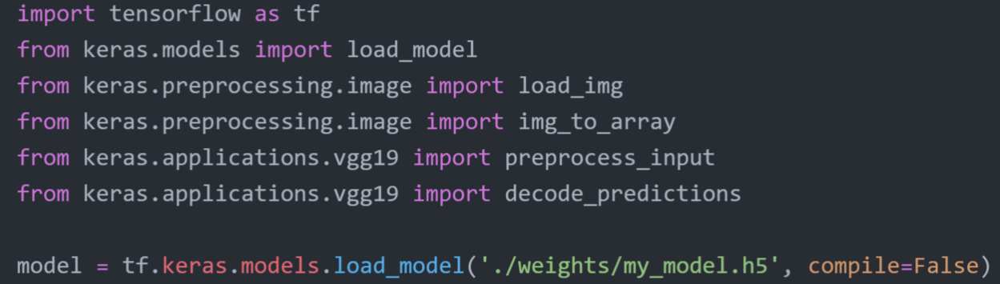 import tensorflow as tf
from keras.models import load_model
from keras.preprocessing.image import load_img
from keras.preprocessing.image import img_to_array
from keras.applications.vgg19 import preprocess_input
from keras.applications.vgg19 import decode_predictions
model = tf.keras.models.load_model('./weights/my_model.h5', compile=False)